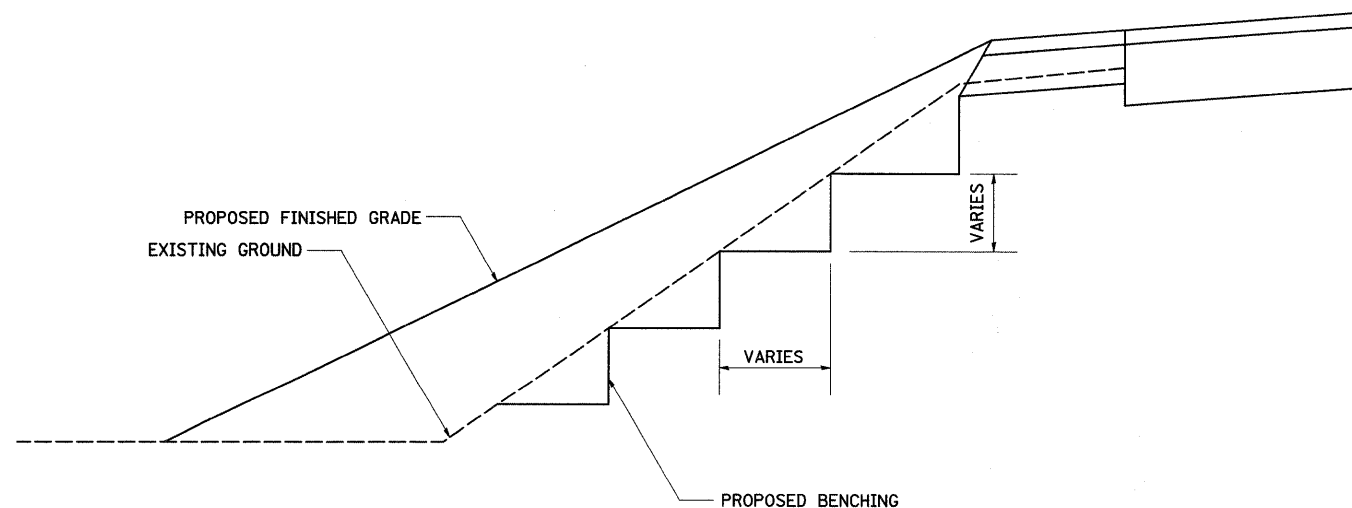 PROPOSED FINISHED GRADE
EXISTING GROUND
VARIES
VARIES
PROPOSED BENCHING